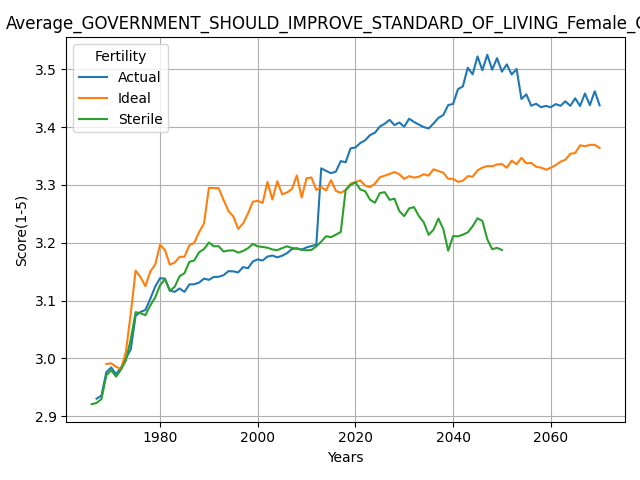 Average_GOVERNMENT_SHOULD_IMPROVE_STANDARD_OF_LIVING_Female_
Fertility
Actual
Ideal
Sterile
Score(1-5)
3.5
3.4
3.3
3.2
3.1
3.0
2.9
1980 2000 2020 2040 2060
Years